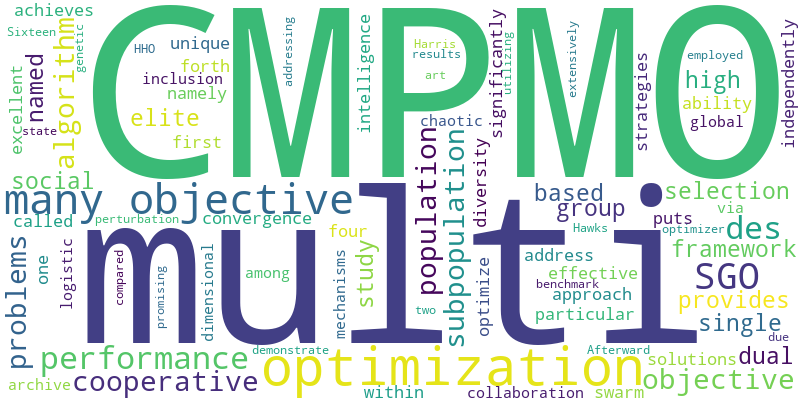 achieves
Sixteen
genetic
algorithm
named
excellent
state
HHO
unique
forth
inclusion
namely
elite
first
CMPMO
addressing
intelligence
Harris
results
art
chaotic
significantly
utilizing
extensively
strategies
employed
high
ability
global
independently
social
many objective
called
perturbation
convergence
problems
one
logistic
multi
compared
promising
dimensional
among
four
study
mechanisms
population
subpopulation
diversity
two
optimize
based
group
Hawks
address
effective
benchmark
approach
particular
selection
via
puts
optimizer
des
framework
SGO
provides
single
due
performance
demonstrate
optimization
Afterward
solutions
dual
archive
cooperative
within
collaboration
swarm
objective